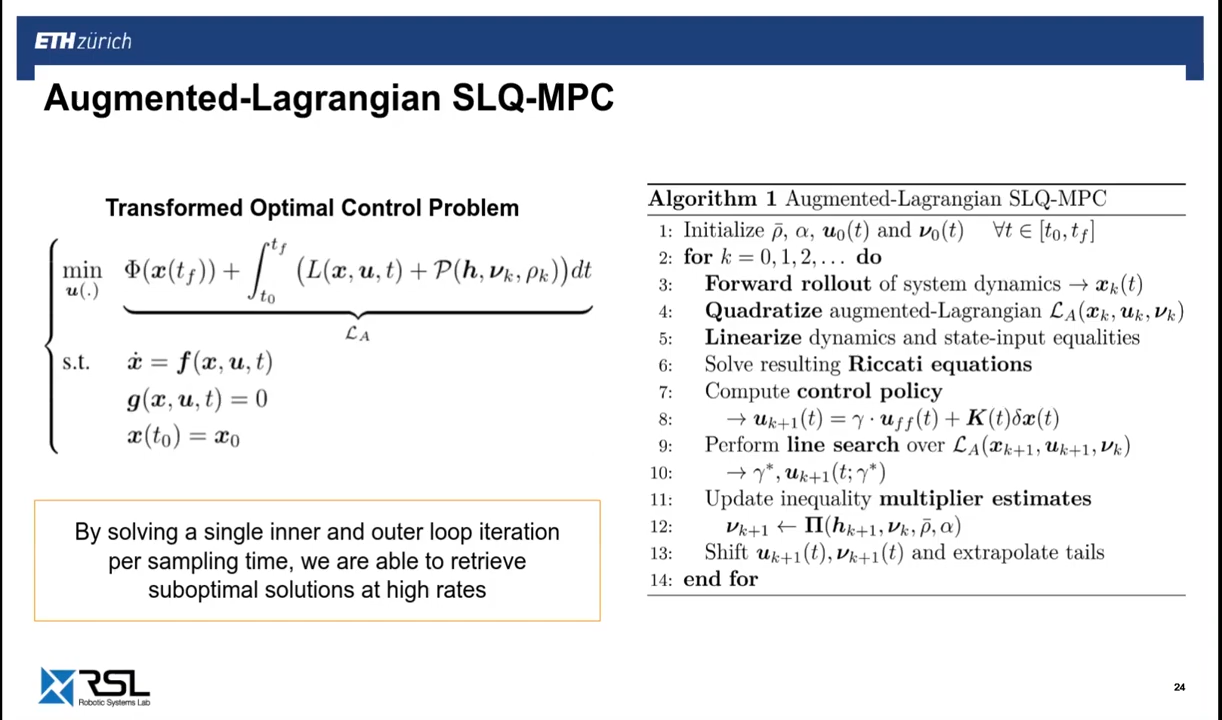 ETH zürich
Augmented-Lagrangian SLQ-MPC
Transformed Optimal Control Problem
min_{u(.)} Φ(x(t_f)) + ∫_{t_0}^{t_f} (L(x, u, t) + P(h, ν_k, ρ_k))dt
ℒ_A
s.t. ẋ = f(x, u, t)
g(x, u, t) = 0
x(t_0) = x_0
By solving a single inner and outer loop iteration
per sampling time, we are able to retrieve
suboptimal solutions at high rates
Algorithm 1 Augmented-Lagrangian SLQ-MPC
1: Initialize ρ̄, α, u_0(t) and ν_0(t) ∀t ∈ [t_0, t_f]
2: for k = 0, 1, 2, . . . do
3: Forward rollout of system dynamics → x_k(t)
4: Quadratize augmented-Lagrangian ℒ_A(x_k, u_k, ν_k)
5: Linearize dynamics and state-input equalities
6: Solve resulting Riccati equations
7: Compute control policy
8: → u_{k+1}(t) = γ · u_{ff}(t) + K(t)δx(t)
9: Perform line search over ℒ_A(x_{k+1}, u_{k+1}, ν_k)
10: → γ*, u_{k+1}(t; γ*)
11: Update inequality multiplier estimates
12: ν_{k+1} ← Π(h_{k+1}, ν_k, ρ̄, α)
13: Shift u_{k+1}(t), ν_{k+1}(t) and extrapolate tails
14: end for
RSL
Robotic Systems Lab
24